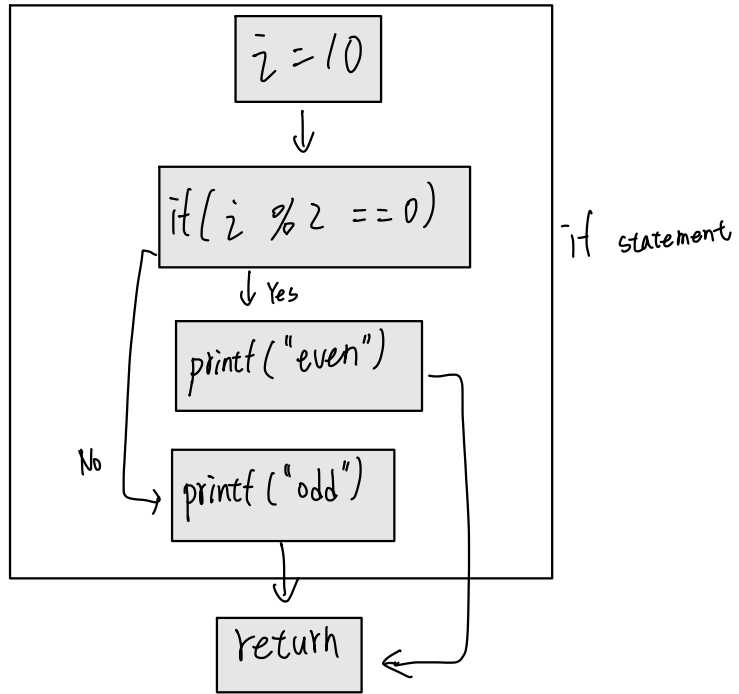 i = 10
if( i % 2 == 0)
if statement
Yes
printf("even")
No
printf("odd")
return